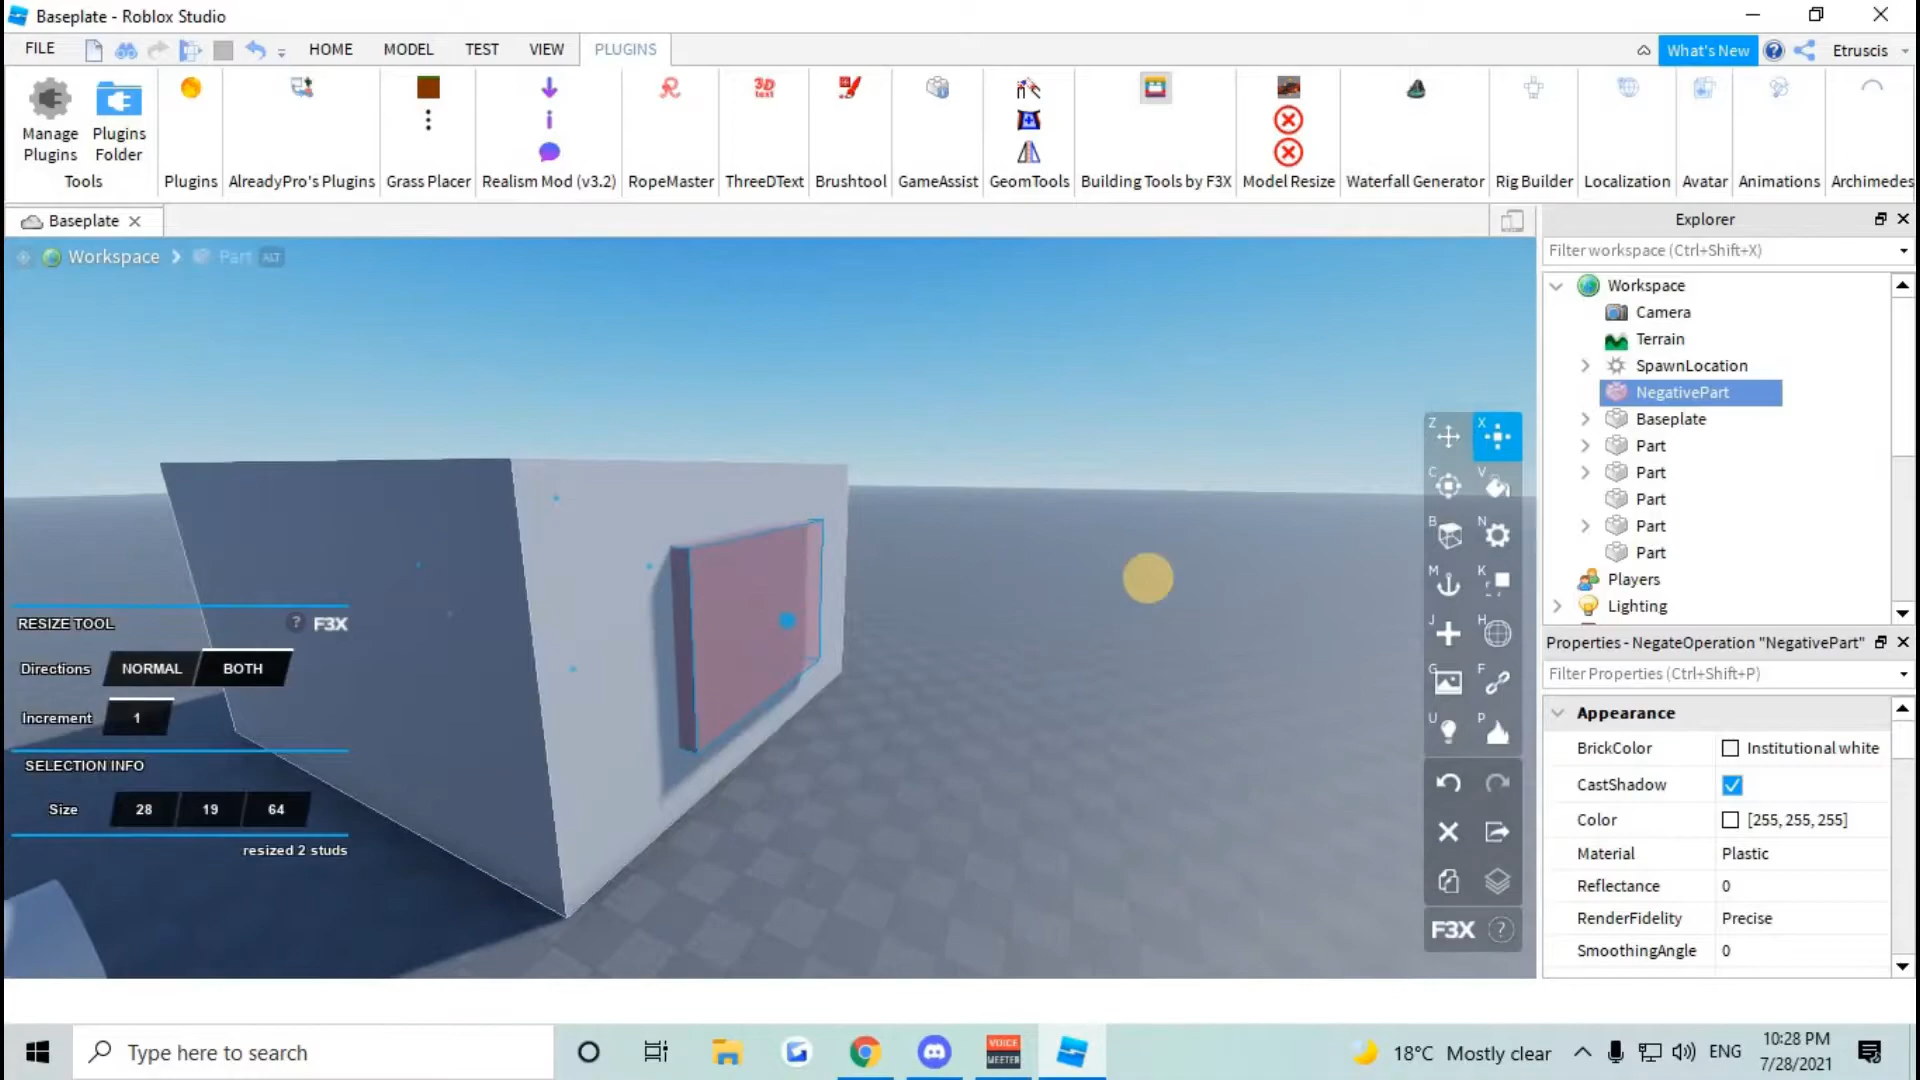 Baseplate - Roblox Studio
FILE HOME MODEL TEST VIEW PLUGINS What's New Etruscis
Manage Plugins
Plugins Folder
Tools Plugins AlreadyPro's Plugins Grass Placer Realism Mod (v3.2) RopeMaster ThreeDText Brushtool GameAssist GeomTools Building Tools by F3X Model Resize Waterfall Generator Rig Builder Localization Avatar Animations Archimedes
3D text
Baseplate
Workspace Part ALT
Explorer
Filter workspace (Ctrl+Shift+X)
Workspace
Camera
Terrain
SpawnLocation
NegativePart
Baseplate
Part
Part
Part
Part
Part
Players
Lighting
Properties - NegateOperation "NegativePart"
Filter Properties (Ctrl+Shift+P)
Appearance
BrickColor Institutional white
CastShadow
Color [255, 255, 255]
Material Plastic
Reflectance 0
RenderFidelity Precise
SmoothingAngle 0
RESIZE TOOL ? F3X
Directions NORMAL BOTH
Increment 1
SELECTION INFO
Size 28 19 64
resized 2 studs
Z X
C V
B N
M K
J H
G F
U P
F3X ?
Type here to search
VOICE MEETER
18°C Mostly clear
ENG
10:28 PM
7/28/2021